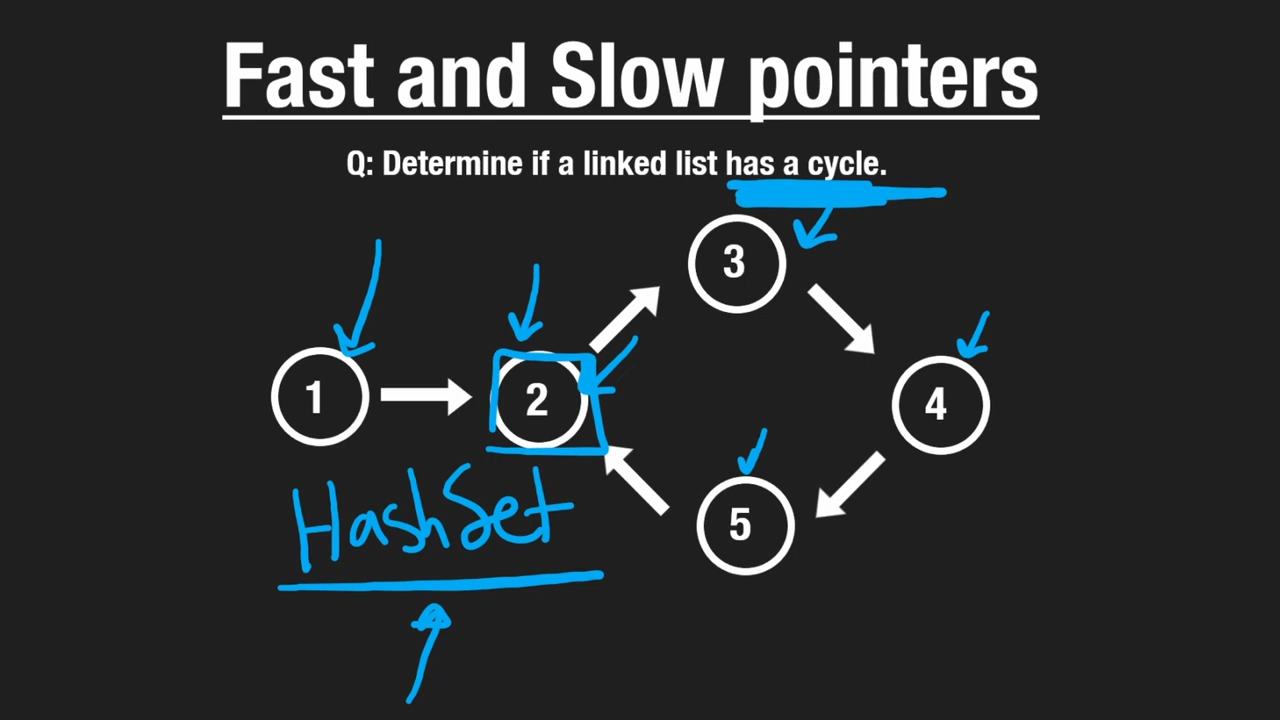 Fast and Slow pointers
Q: Determine if a linked list has a cycle.
3
1
2
4
5
HashSet